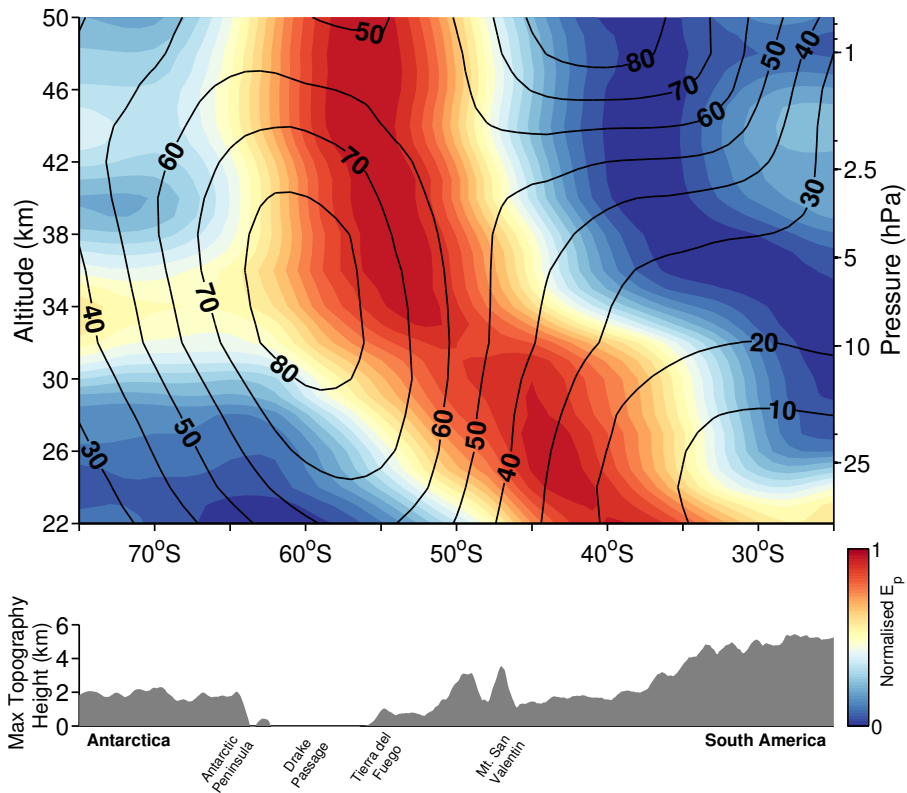 50
46
42
38
34
30
26
22
Altitude (km)
1
2.5
5
10
25
Pressure (hPa)
50
80
70
60
50
40
30
60
70
70
80
40
50
30
60
50
40
20
10
70°S
60°S
50°S
40°S
30°S
1
0
Normalised Ep
6
4
2
0
Max Topography
Height (km)
Antarctica
South America
Antarctic
Peninsula
Drake
Passage
Tierra del
Fuego
Mt. San
Valentin